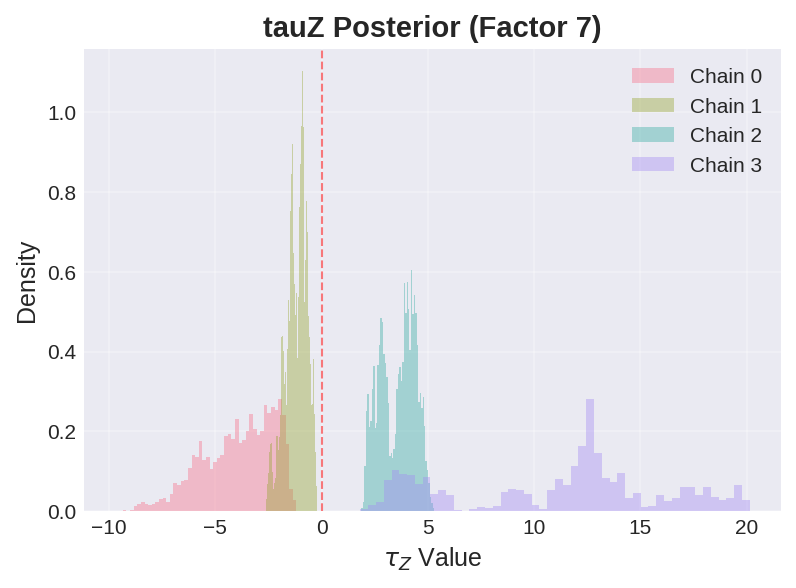 tauZ Posterior (Factor 7)
Chain 0
Chain 1
Chain 2
Chain 3
Density
1.0
0.8
0.6
0.4
0.2
0.0
−10 −5 0 5 10 15 20
τ_Z Value